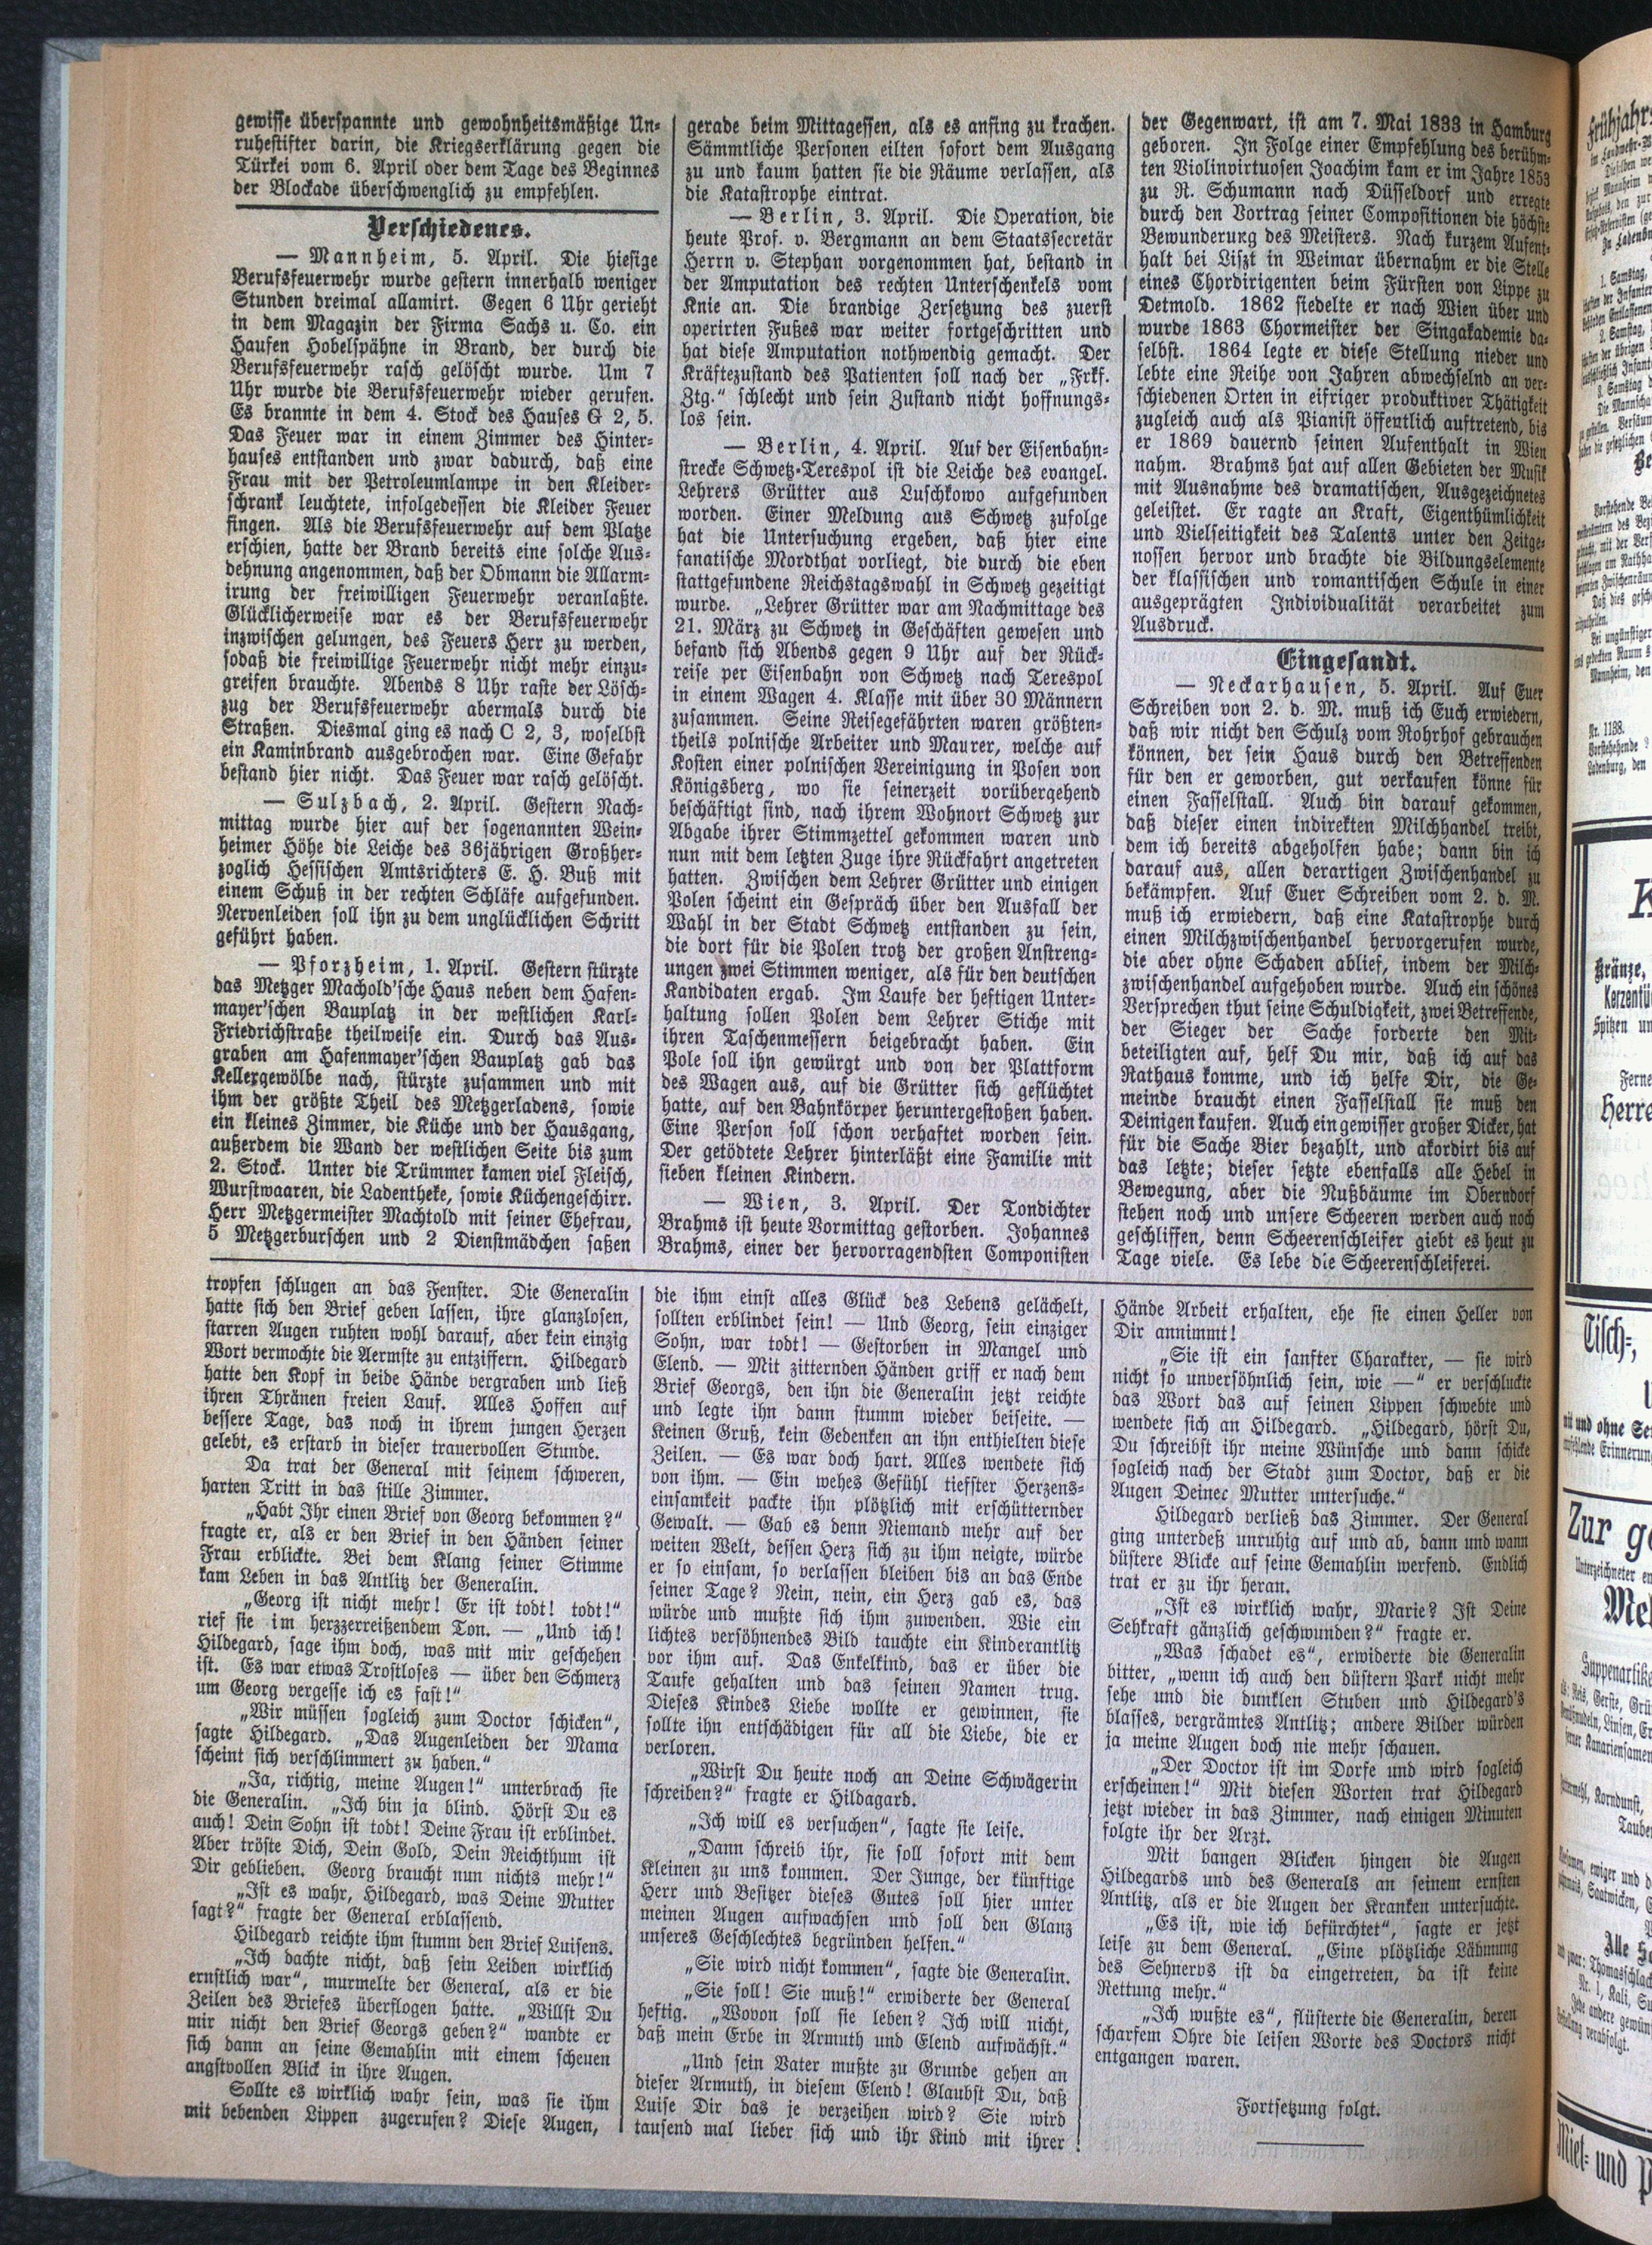 gewisse überspannte und gewohnheitsmäßige Un-
ruhestifter darin, die Kriegserklärung gegen die
Türkei vom 6. April oder dem Tage des Beginnes
der Blockade überschwenglich zu empfehlen.
Verschiedenes.
— Mannheim, 5. April. Die hiesige
Berufsfeuerwehr wurde gestern innerhalb weniger
Stunden dreimal allamirt. Gegen 6 Uhr gerieht
in dem Magazin der Firma Sachs u. Co. ein
Haufen Hobelspähne in Brand, der durch die
Berufsfeuerwehr rasch gelöscht wurde. Um 7
Uhr wurde die Berufsfeuerwehr wieder gerufen.
Es brannte in dem 4. Stock des Hauses G 2, 5.
Das Feuer war in einem Zimmer des Hinter-
hauses entstanden und zwar dadurch, daß eine
Frau mit der Petroleumlampe in den Kleider-
schrank leuchtete, infolgedessen die Kleider Feuer
fingen. Als die Berufsfeuerwehr auf dem Platze
erschien, hatte der Brand bereits eine solche Aus-
dehnung angenommen, daß der Obmann die Allarm-
irung der freiwilligen Feuerwehr veranlaßte.
Glücklicherweise war es der Berufsfeuerwehr
inzwischen gelungen, des Feuers Herr zu werden,
sodaß die freiwillige Feuerwehr nicht mehr einzu-
greifen brauchte. Abends 8 Uhr raste der Lösch-
zug der Berufsfeuerwehr abermals durch die
Straßen. Diesmal ging es nach C 2, 3, woselbst
ein Kaminbrand ausgebrochen war. Eine Gefahr
bestand hier nicht. Das Feuer war rasch gelöscht.
— Sulzbach, 2. April. Gestern Nach-
mittag wurde hier auf der sogenannten Wein-
heimer Höhe die Leiche des 36jährigen Großher-
zoglich Hessischen Amtsrichters E. H. Buß mit
einem Schuß in der rechten Schläfe aufgefunden.
Nervenleiden soll ihn zu dem unglücklichen Schritt
geführt haben.
— Pforzheim, 1. April. Gestern stürzte
das Metzger Machold'sche Haus neben dem Hafen-
mayer'schen Bauplatz in der westlichen Karl-
Friedrichstraße theilweise ein. Durch das Aus-
graben am Hafenmayer'schen Bauplatz gab das
Kellergewölbe nach, stürzte zusammen und mit
ihm der größte Theil des Metzgerladens, sowie
ein kleines Zimmer, die Küche und der Hausgang,
außerdem die Wand der westlichen Seite bis zum
2. Stock. Unter die Trümmer kamen viel Fleisch,
Wurstwaaren, die Ladentheke, sowie Küchengeschirr.
Herr Metzgermeister Machtold mit seiner Ehefrau,
5 Metzgerburschen und 2 Dienstmädchen saßen
gerade beim Mittagessen, als es anfing zu krachen.
Sämmtliche Personen eilten sofort dem Ausgang
zu und kaum hatten sie die Räume verlassen, als
die Katastrophe eintrat.
— Berlin, 3. April. Die Operation, die
heute Prof. v. Bergmann an dem Staatssecretär
Herrn v. Stephan vorgenommen hat, bestand in
der Amputation des rechten Unterschenkels vom
Knie an. Die brandige Zersetzung des zuerst
operirten Fußes war weiter fortgeschritten und
hat diese Amputation nothwendig gemacht. Der
Kräftezustand des Patienten soll nach der „Frkf.
Ztg.“ schlecht und sein Zustand nicht hoffnungs-
los sein.
— Berlin, 4. April. Auf der Eisenbahn-
strecke Schwetz-Terespol ist die Leiche des evangel.
Lehrers Grütter aus Luschkowo aufgefunden
worden. Einer Meldung aus Schwetz zufolge
hat die Untersuchung ergeben, daß hier eine
fanatische Mordthat vorliegt, die durch die eben
stattgefundene Reichstagswahl in Schwetz gezeitigt
wurde. „Lehrer Grütter war am Nachmittage des
21. März zu Schwetz in Geschäften gewesen und
befand sich Abends gegen 9 Uhr auf der Rück-
reise per Eisenbahn von Schwetz nach Terespol
in einem Wagen 4. Klasse mit über 30 Männern
zusammen. Seine Reisegefährten waren größten-
theils polnische Arbeiter und Maurer, welche auf
Kosten einer polnischen Vereinigung in Posen von
Königsberg, wo sie seinerzeit vorübergehend
beschäftigt sind, nach ihrem Wohnort Schwetz zur
Abgabe ihrer Stimmzettel gekommen waren und
nun mit dem letzten Zuge ihre Rückfahrt angetreten
hatten. Zwischen dem Lehrer Grütter und einigen
Polen scheint ein Gespräch über den Ausfall der
Wahl in der Stadt Schwetz entstanden zu sein,
die dort für die Polen trotz der großen Anstreng-
ungen zwei Stimmen weniger, als für den deutschen
Kandidaten ergab. Im Laufe der heftigen Unter-
haltung sollen Polen dem Lehrer Stiche mit
ihren Taschenmessern beigebracht haben. Ein
Pole soll ihn gewürgt und von der Plattform
des Wagen aus, auf die Grütter sich geflüchtet
hatte, auf den Bahnkörper heruntergestoßen haben.
Eine Person soll schon verhaftet worden sein.
Der getödtete Lehrer hinterläßt eine Familie mit
sieben kleinen Kindern.
— Wien, 3. April. Der Tondichter
Brahms ist heute Vormittag gestorben. Johannes
Brahms, einer der hervorragendsten Componisten
der Gegenwart, ist am 7. Mai 1833 in Hamburg
geboren. In Folge einer Empfehlung des berühm-
ten Violinvirtuosen Joachim kam er im Jahre 1853
zu R. Schumann nach Düsseldorf und erregte
durch den Vortrag seiner Compositionen die höchste
Bewunderung des Meisters. Nach kurzem Aufent-
halt bei Liszt in Weimar übernahm er die Stelle
eines Chordirigenten beim Fürsten von Lippe zu
Detmold. 1862 siedelte er nach Wien über und
wurde 1863 Chormeister der Singakademie da-
selbst. 1864 legte er diese Stellung nieder und
lebte eine Reihe von Jahren abwechselnd an ver-
schiedenen Orten in eifriger produktiver Thätigkeit
zugleich auch als Pianist öffentlich auftretend, bis
er 1869 dauernd seinen Aufenthalt in Wien
nahm. Brahms hat auf allen Gebieten der Musik
mit Ausnahme des dramatischen, Ausgezeichnetes
geleistet. Er ragte an Kraft, Eigenthümlichkeit
und Vielseitigkeit des Talents unter den Zeitge-
nossen hervor und brachte die Bildungselemente
der klassischen und romantischen Schule in einer
ausgeprägten Individualität verarbeitet zum
Ausdruck.
Eingesandt.
— Neckarhausen, 5. April. Auf Euer
Schreiben von 2. d. M. muß ich Euch erwiedern,
daß wir nicht den Schulz vom Rohrhof gebrauchen
können, der sein Haus durch den Betreffenden
für den er geworben, gut verkaufen könne für
einen Fasselstall. Auch bin darauf gekommen,
daß dieser einen indirekten Milchhandel treibt,
dem ich bereits abgeholfen habe; dann bin ich
darauf aus, allen derartigen Zwischenhandel zu
bekämpfen. Auf Euer Schreiben vom 2. d. M.
muß ich erwiedern, daß eine Katastrophe durch
einen Milchzwischenhandel hervorgerufen wurde,
die aber ohne Schaden ablief, indem der Milch-
zwischenhandel aufgehoben wurde. Auch ein schönes
Versprechen thut seine Schuldigkeit, zwei Betreffende,
der Sieger der Sache forderte den Mit-
beteiligten auf, helf Du mir, daß ich auf das
Rathaus komme, und ich helfe Dir, die Ge-
meinde braucht einen Fasselstall sie muß den
Deinigen kaufen. Auch ein gewisser großer Dicker, hat
für die Sache Bier bezahlt, und akordirt bis auf
das letzte; dieser setzte ebenfalls alle Hebel in
Bewegung, aber die Nußbäume im Oberndorf
stehen noch und unsere Scheeren werden auch noch
geschliffen, denn Scheerenschleifer giebt es heut zu
Tage viele. Es lebe die Scheerenschleiferei.
tropfen schlugen an das Fenster. Die Generalin
hatte sich den Brief geben lassen, ihre glanzlosen,
starren Augen ruhten wohl darauf, aber kein einzig
Wort vermochte die Aermste zu entziffern. Hildegard
hatte den Kopf in beide Hände vergraben und ließ
ihren Thränen freien Lauf. Alles Hoffen auf
bessere Tage, das noch in ihrem jungen Herzen
gelebt, es erstarb in dieser trauervollen Stunde.
Da trat der General mit seinem schweren,
harten Tritt in das stille Zimmer.
„Habt Ihr einen Brief von Georg bekommen?“
fragte er, als er den Brief in den Händen seiner
Frau erblickte. Bei dem Klang seiner Stimme
kam Leben in das Antlitz der Generalin.
„Georg ist nicht mehr! Er ist todt! todt!“
rief sie im herzzerreißendem Ton. — „Und ich!
Hildegard, sage ihm doch, was mit mir geschehen
ist. Es war etwas Trostloses — über den Schmerz
um Georg vergesse ich es fast!“
„Wir müssen sogleich zum Doctor schicken“,
sagte Hildegard. „Das Augenleiden der Mama
scheint sich verschlimmert zu haben.“
„Ja, richtig, meine Augen!“ unterbrach sie
die Generalin. „Ich bin ja blind. Hörst Du es
auch! Dein Sohn ist todt! Deine Frau ist erblindet.
Aber tröste Dich, Dein Gold, Dein Reichthum ist
Dir geblieben. Georg braucht nun nichts mehr!“
„Ist es wahr, Hildegard, was Deine Mutter
sagt?“ fragte der General erblassend.
Hildegard reichte ihm stumm den Brief Luisens.
„Ich dachte nicht, daß sein Leiden wirklich
ernstlich war“, murmelte der General, als er die
Zeilen des Briefes überflogen hatte. „Willst Du
mir nicht den Brief Georgs geben?“ wandte er
sich dann an seine Gemahlin mit einem scheuen
angstvollen Blick in ihre Augen.
Sollte es wirklich wahr sein, was sie ihm
mit bebenden Lippen zugerufen? Diese Augen,
die ihm einst alles Glück des Lebens gelächelt,
sollten erblindet sein! — Und Georg, sein einziger
Sohn, war todt! — Gestorben in Mangel und
Elend. — Mit zitternden Händen griff er nach dem
Brief Georgs, den ihn die Generalin jetzt reichte
und legte ihn dann stumm wieder beiseite. —
Keinen Gruß, kein Gedenken an ihn enthielten diese
Zeilen. — Es war doch hart. Alles wendete sich
von ihm. — Ein wehes Gefühl tiefster Herzens-
einsamkeit packte ihn plötzlich mit erschütternder
Gewalt. — Gab es denn Niemand mehr auf der
weiten Welt, dessen Herz sich zu ihm neigte, würde
er so einsam, so verlassen bleiben bis an das Ende
seiner Tage? Nein, nein, ein Herz gab es, das
würde und mußte sich ihm zuwenden. Wie ein
lichtes versöhnendes Bild tauchte ein Kinderantlitz
vor ihm auf. Das Enkelkind, das er über die
Taufe gehalten und das seinen Namen trug.
Dieses Kindes Liebe wollte er gewinnen, sie
sollte ihn entschädigen für all die Liebe, die er
verloren.
„Wirst Du heute noch an Deine Schwägerin
schreiben?“ fragte er Hildagard.
„Ich will es versuchen“, sagte sie leise.
„Dann schreib ihr, sie soll sofort mit dem
Kleinen zu uns kommen. Der Junge, der künftige
Herr und Besitzer dieses Gutes soll hier unter
meinen Augen aufwachsen und soll den Glanz
unseres Geschlechtes begründen helfen.“
„Sie wird nicht kommen“, sagte die Generalin.
„Sie soll! Sie muß!“ erwiderte der General
heftig. „Wovon soll sie leben? Ich will nicht,
daß mein Erbe in Armuth und Elend aufwächst.“
„Und sein Vater mußte zu Grunde gehen an
dieser Armuth, in diesem Elend! Glaubst Du, daß
Luise Dir das je verzeihen wird? Sie wird
tausend mal lieber sich und ihr Kind mit ihrer
Hände Arbeit erhalten, ehe sie einen Heller von
Dir annimmt!
„Sie ist ein sanfter Charakter, — sie wird
nicht so unversöhnlich sein, wie —“ er verschluckte
das Wort das auf seinen Lippen schwebte und
wendete sich an Hildegard. „Hildegard, hörst Du,
Du schreibst ihr meine Wünsche und dann schicke
sogleich nach der Stadt zum Doctor, daß er die
Augen Deiner Mutter untersuche.“
Hildegard verließ das Zimmer. Der General
ging unterdeß unruhig auf und ab, dann und wann
düstere Blicke auf seine Gemahlin werfend. Endlich
trat er zu ihr heran.
„Ist es wirklich wahr, Marie? Ist Deine
Sehkraft gänzlich geschwunden?“ fragte er.
„Was schadet es“, erwiderte die Generalin
bitter, „wenn ich auch den düstern Park nicht mehr
sehe und die dunklen Stuben und Hildegard's
blasses, vergrämtes Antlitz; andere Bilder würden
ja meine Augen doch nie mehr schauen.
„Der Doctor ist im Dorfe und wird sogleich
erscheinen!“ Mit diesen Worten trat Hildegard
jetzt wieder in das Zimmer, nach einigen Minuten
folgte ihr der Arzt.
Mit bangen Blicken hingen die Augen
Hildegards und des Generals an seinem ernsten
Antlitz, als er die Augen der Kranken untersuchte.
„Es ist, wie ich befürchtet“, sagte er jetzt
leise zu dem General. „Eine plötzliche Lähmung
des Sehnervs ist da eingetreten, da ist keine
Rettung mehr.“
„Ich wußte es“, flüsterte die Generalin, deren
scharfem Ohre die leisen Worte des Doctors nicht
entgangen waren.
Fortsetzung folgt.
Nr. 1188.
Kränze,
Spitzen
Tisch-,
Zur